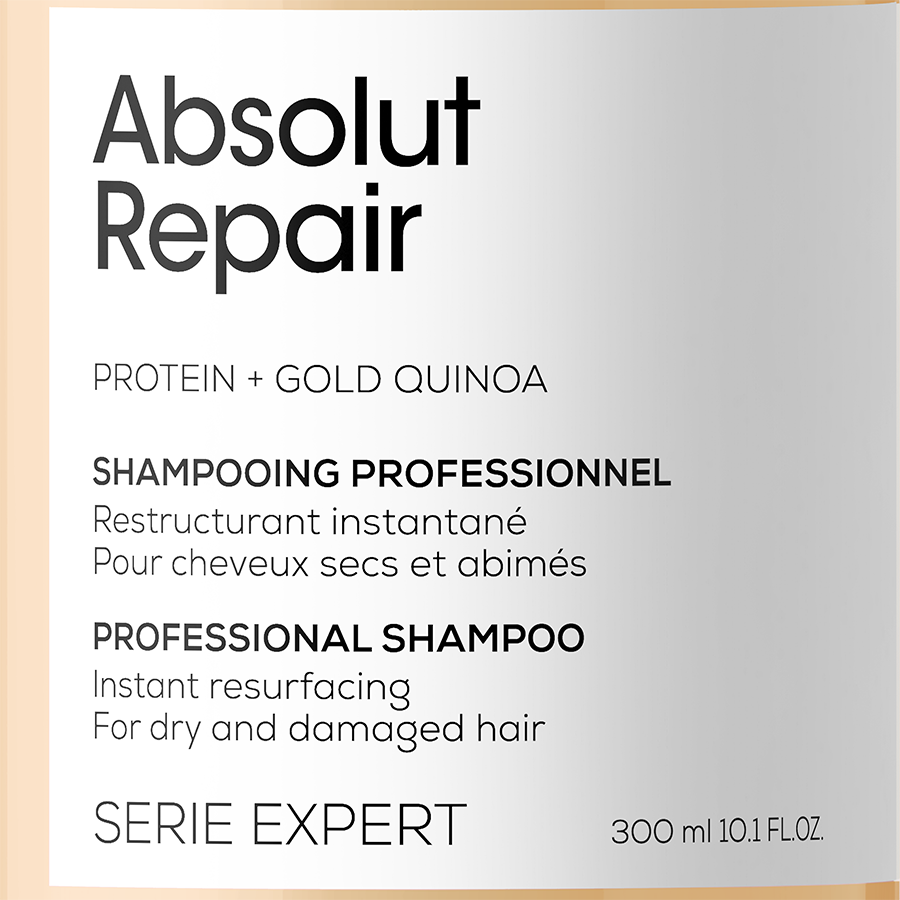 Absolut
Repair
PROTEIN + GOLD QUINOA
SHAMPOOING PROFESSIONNEL
Restructurant instantané
Pour cheveux secs et abimés
PROFESSIONAL SHAMPOO
Instant resurfacing
For dry and damaged hair
SERIE EXPERT
300 ml 10.1 FL.OZ.